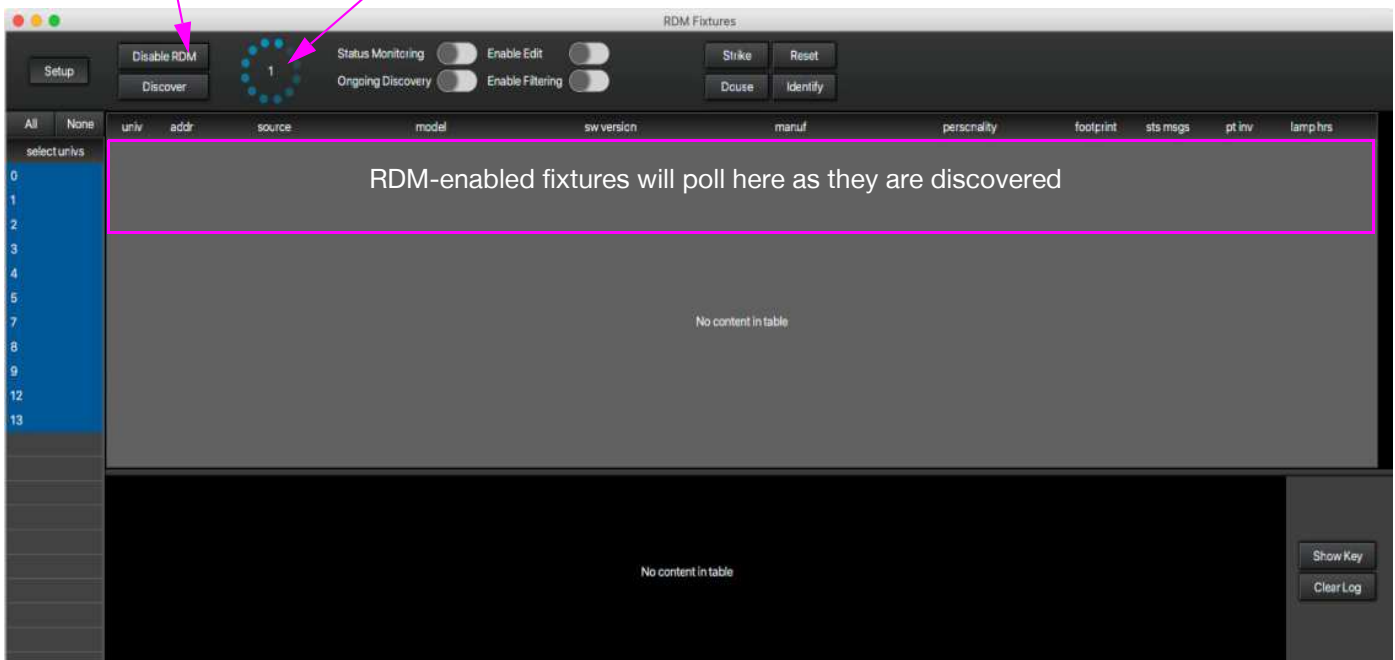 RDM Fixtures
Setup
Disable RDM
Discover
1
Status Monitoring
Ongoing Discovery
Enable Edit
Enable Filtering
Strike
Reset
Douse
Identify
All None
select univs
univ addr source model sw version manuf personality footprint sts msgs pt inv lamp hrs
RDM-enabled fixtures will poll here as they are discovered
0
1
2
3
4
5
7
8
9
12
13
No content in table
No content in table
Show Key
Clear Log